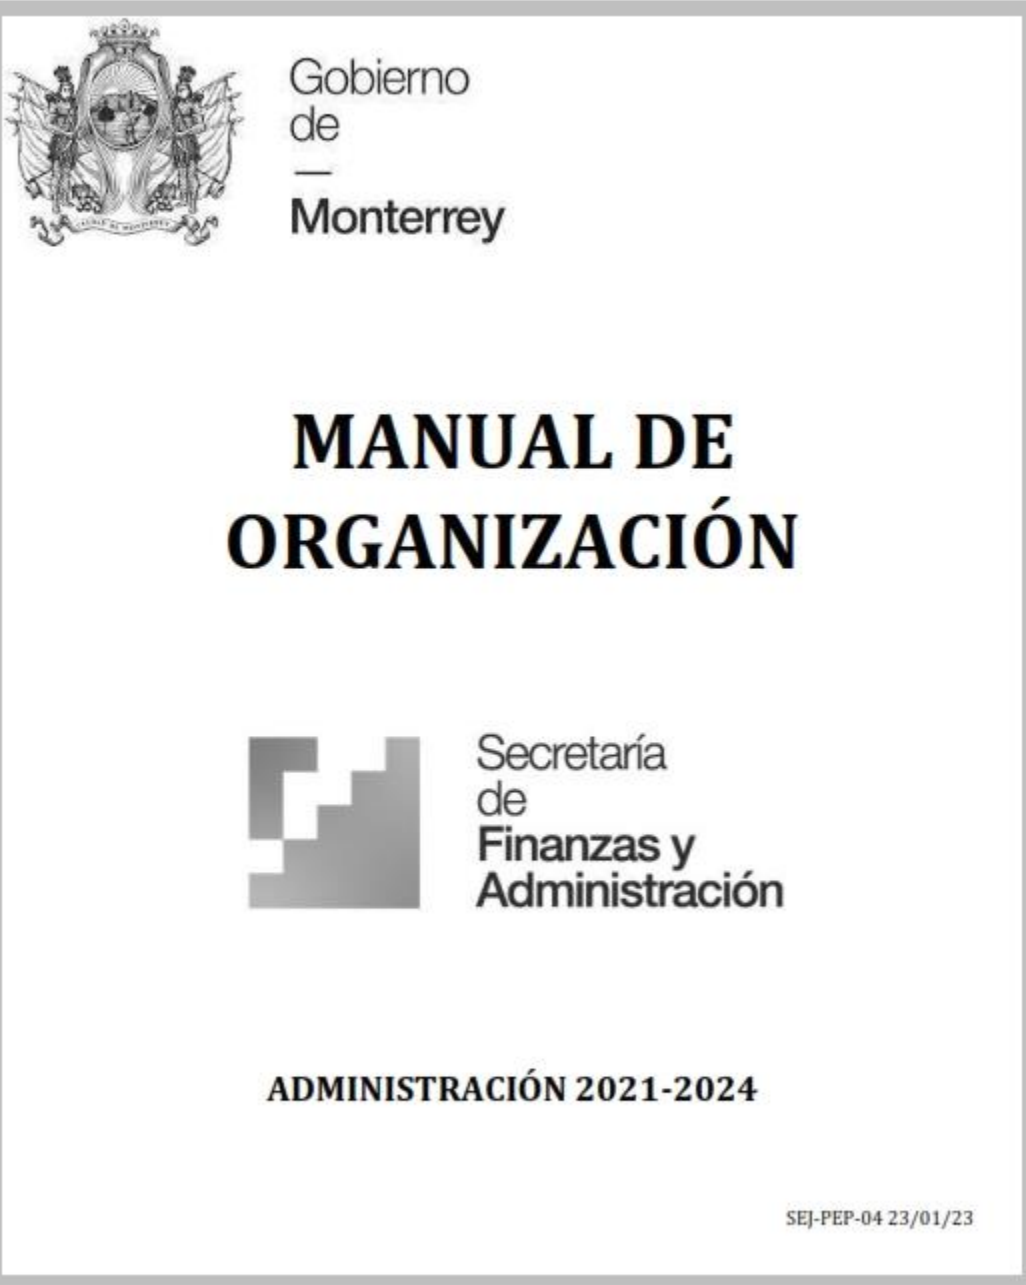 Gobierno
de
Monterrey
MANUAL DE
ORGANIZACIÓN
Secretaría
de
Finanzas y
Administración
ADMINISTRACIÓN 2021-2024
SEJ-PEP-04 23/01/23